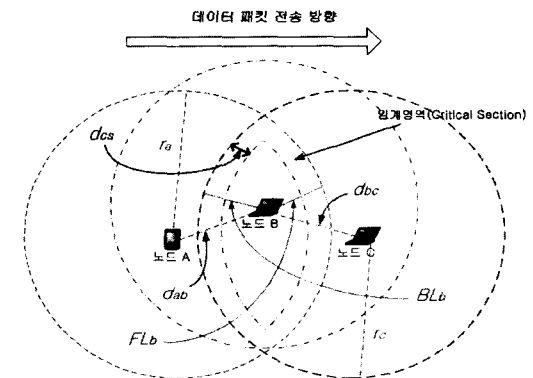 데이터 패킷 전송 방향
임계영역(Critical Section)
dcs
ra
dbc
노드 B
노드 A
노드 C
dab
BLb
FLb
rc